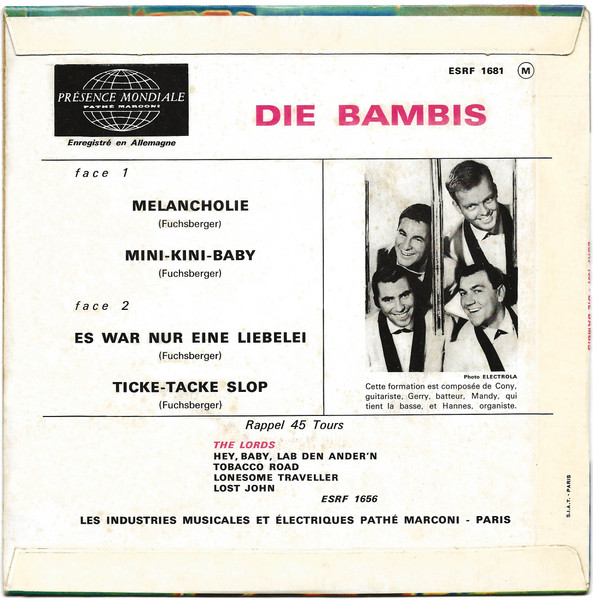 ESRF 1681 M
PRÉSENCE MONDIALE
PATHÉ MARCONI
Enregistré en Allemagne
DIE BAMBIS
face 1
MELANCHOLIE
(Fuchsberger)
MINI-KINI-BABY
(Fuchsberger)
face 2
ES WAR NUR EINE LIEBELEI
(Fuchsberger)
TICKE-TACKE SLOP
(Fuchsberger)
Photo ELECTROLA
Cette formation est composée de Cony,
guitariste, Gerry, batteur, Mandy, qui
tient la basse, et Hannes, organiste.
Rappel 45 Tours
THE LORDS
HEY, BABY, LAB DEN ANDER'N
TOBACCO ROAD
LONESOME TRAVELLER
LOST JOHN
ESRF 1656
LES INDUSTRIES MUSICALES ET ÉLECTRIQUES PATHÉ MARCONI - PARIS
S.I.A.T. - PARIS